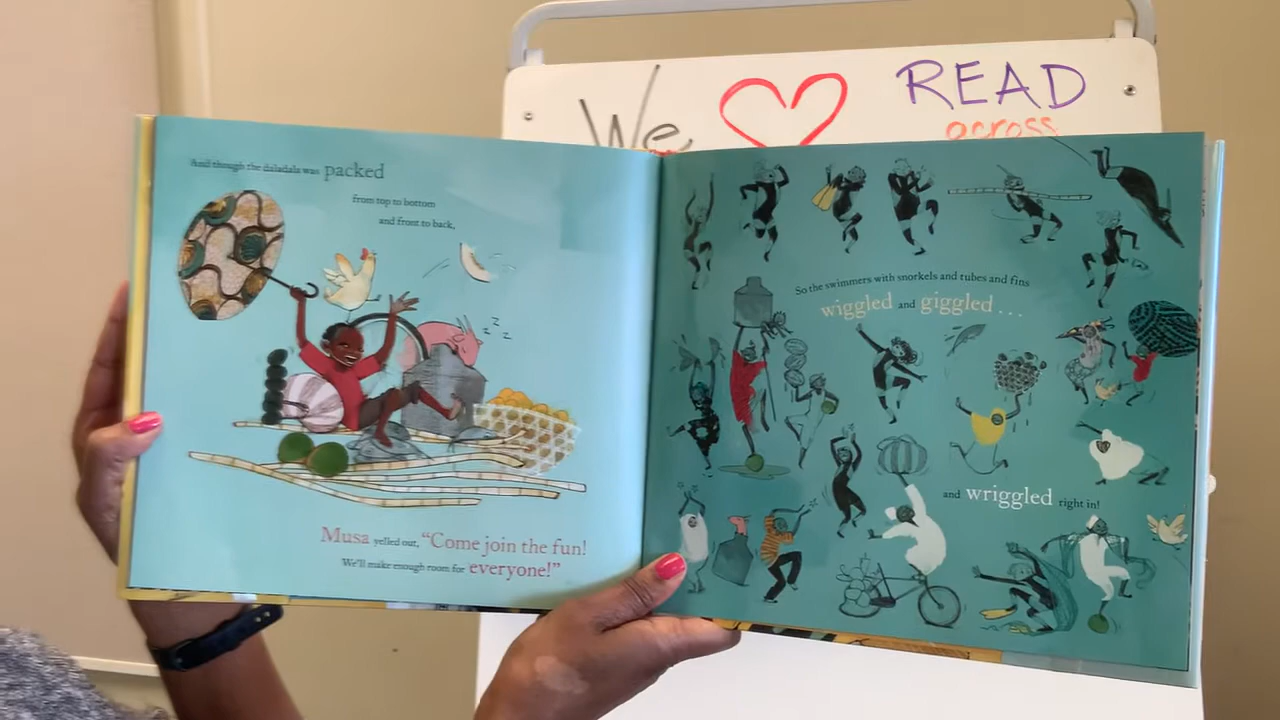 We READ
across
And though the daladala was packed
from top to bottom
and front to back,
z z z
Musa yelled out, "Come join the fun!
We'll make enough room for everyone!"
So the swimmers with snorkels and tubes and fins
wiggled and giggled . . .
and wriggled right in!